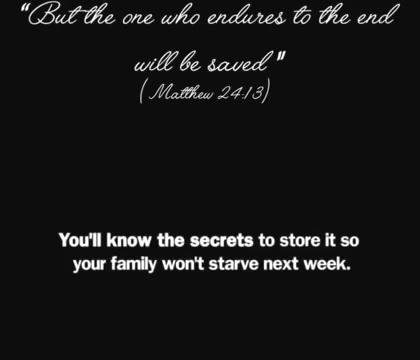 "But the one who endures to the end
will be saved"
(Matthew 24:13)
You'll know the secrets to store it so
your family won't starve next week.